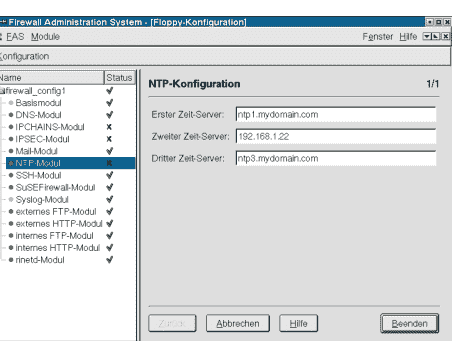 Firewall Administration System - [Floppy-Konfiguration]
FAS Module Fenster Hilfe
Konfiguration
Name Status
firewall_config1
Basismodul
DNS-Modul
IPCHAINS-Modul
IPSEC-Modul
Mail-Modul
NTP-Modul
SSH-Modul
SuSEFirewall-Modul
Syslog-Modul
externes FTP-Modul
externes HTTP-Modul
internes FTP-Modul
internes HTTP-Modul
rinetd-Modul
NTP-Konfiguration 1/1
Erster Zeit-Server: ntp1.mydomain.com
Zweiter Zeit-Server: 192.168.1.22
Dritter Zeit-Server: ntp3.mydomain.com
Zurück Abbrechen Hilfe Beenden